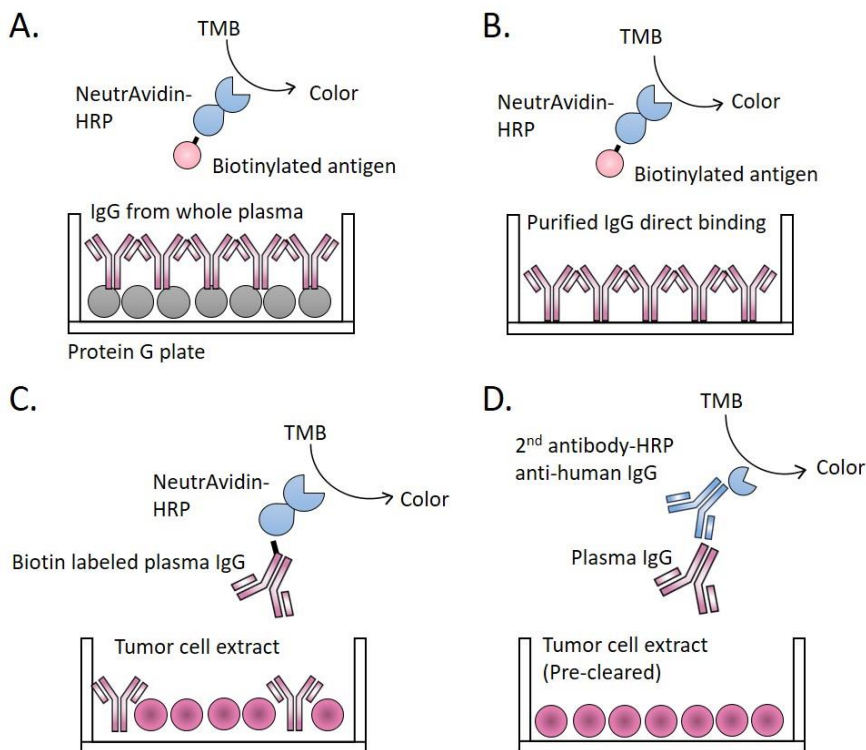 A.
TMB
NeutrAvidin-
HRP
Color
Biotinylated antigen
IgG from whole plasma
Protein G plate
B.
TMB
NeutrAvidin-
HRP
Color
Biotinylated antigen
Purified IgG direct binding
C.
TMB
NeutrAvidin-
HRP
Color
Biotin labeled plasma IgG
Tumor cell extract
D.
TMB
2nd antibody-HRP
anti-human IgG
Color
Plasma IgG
Tumor cell extract
(Pre-cleared)